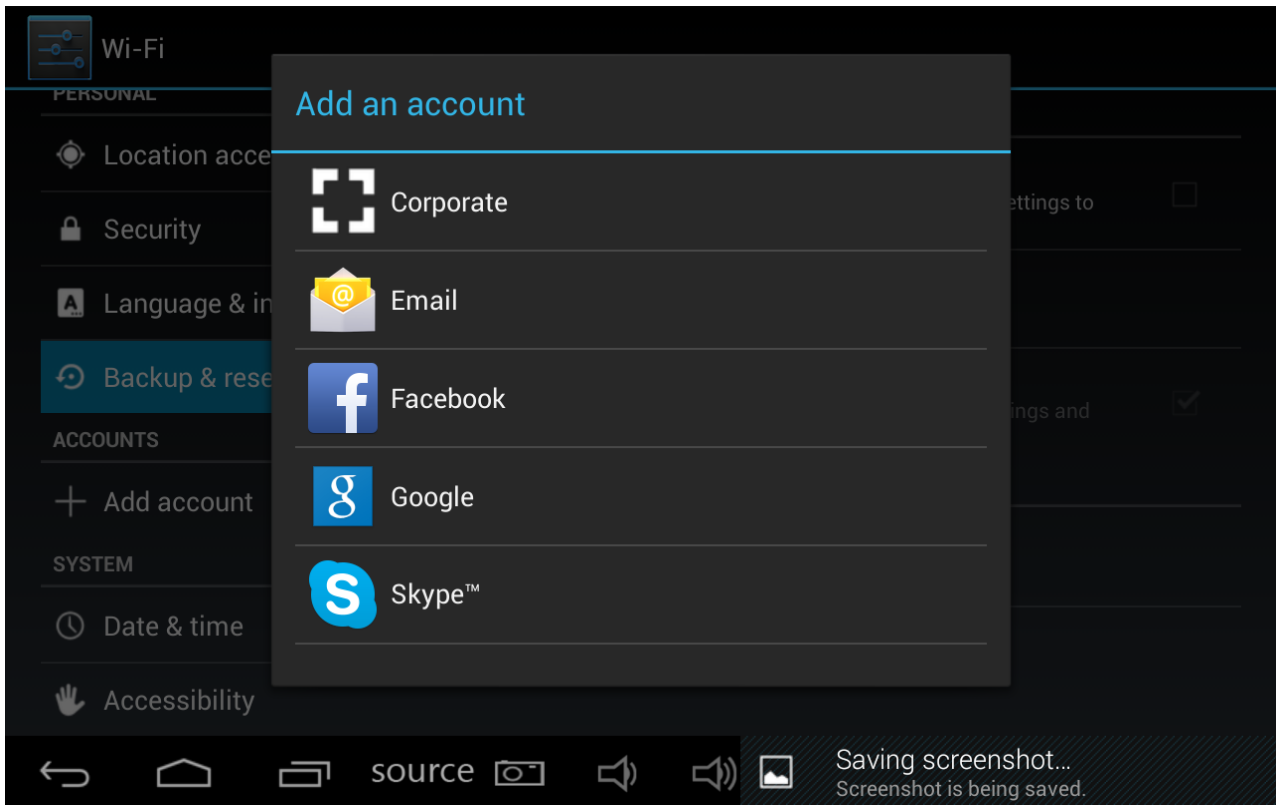 Wi-Fi
PERSONAL
Add an account
Location acce
Corporate
ettings to
Security
Email
Language & in
Backup & rese
Facebook
ings and
ACCOUNTS
Add account
Google
SYSTEM
Skype™
Date & time
Accessibility
source
Saving screenshot...
Screenshot is being saved.